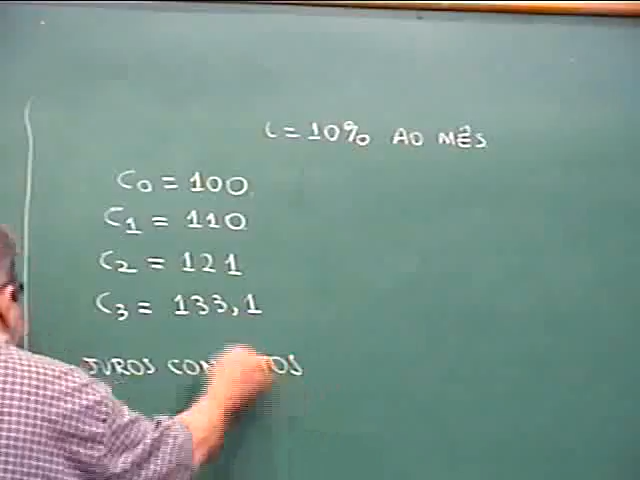 i = 10% AO MÊS
C₀ = 100
C₁ = 110
C₂ = 121
C₃ = 133,1
JUROS